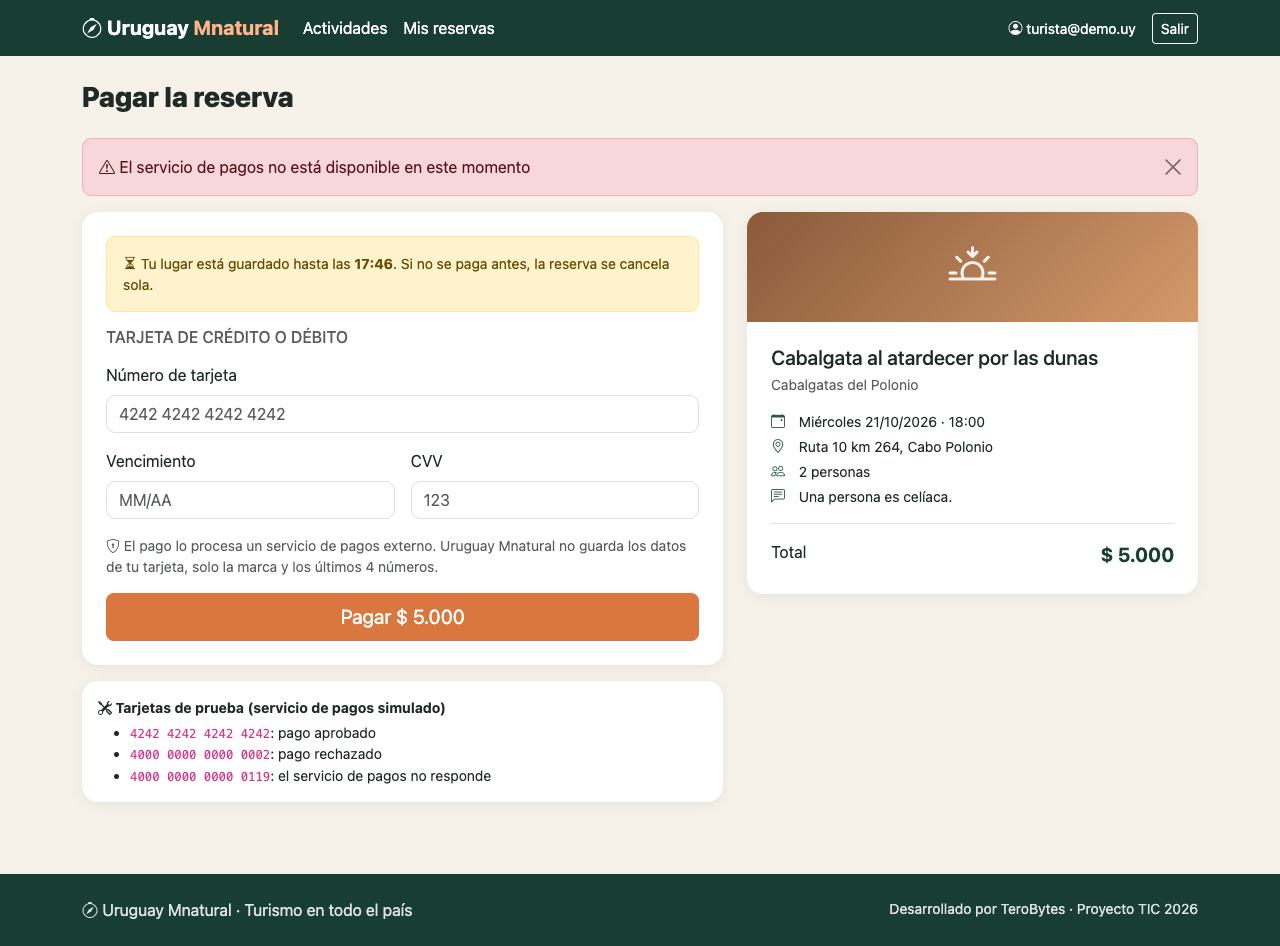 Uruguay Mnatural
Actividades
Mis reservas
turista@demo.uy
Salir
Pagar la reserva
El servicio de pagos no está disponible en este momento
Tu lugar está guardado hasta las 17:46. Si no se paga antes, la reserva se cancela
sola.
TARJETA DE CRÉDITO O DÉBITO
Número de tarjeta
4242 4242 4242 4242
Vencimiento
CVV
MM/AA
123
El pago lo procesa un servicio de pagos externo. Uruguay Mnatural no guarda los datos
de tu tarjeta, solo la marca y los últimos 4 números.
Pagar $ 5.000
Tarjetas de prueba (servicio de pagos simulado)
4242 4242 4242 4242: pago aprobado
4000 0000 0000 0002: pago rechazado
4000 0000 0000 0119: el servicio de pagos no responde
Cabalgata al atardecer por las dunas
Cabalgatas del Polonio
Miércoles 21/10/2026 · 18:00
Ruta 10 km 264, Cabo Polonio
2 personas
Una persona es celíaca.
Total
$ 5.000
Uruguay Mnatural · Turismo en todo el país
Desarrollado por TeroBytes · Proyecto TIC 2026